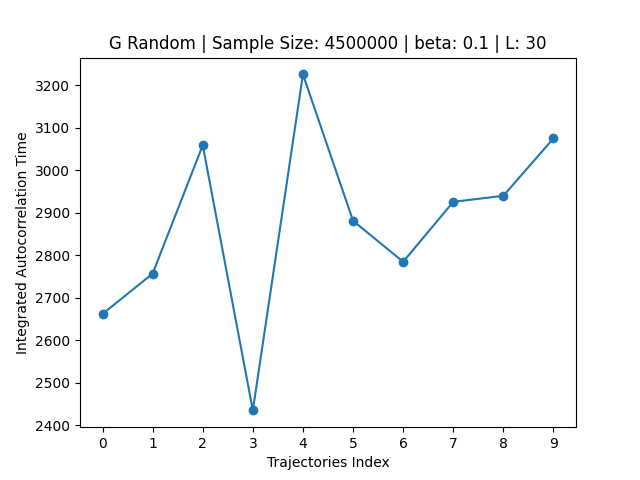 G Random | Sample Size: 4500000 | beta: 0.1 | L: 30
Integrated Autocorrelation Time
3200
3100
3000
2900
2800
2700
2600
2500
2400
0 1 2 3 4 5 6 7 8 9
Trajectories Index